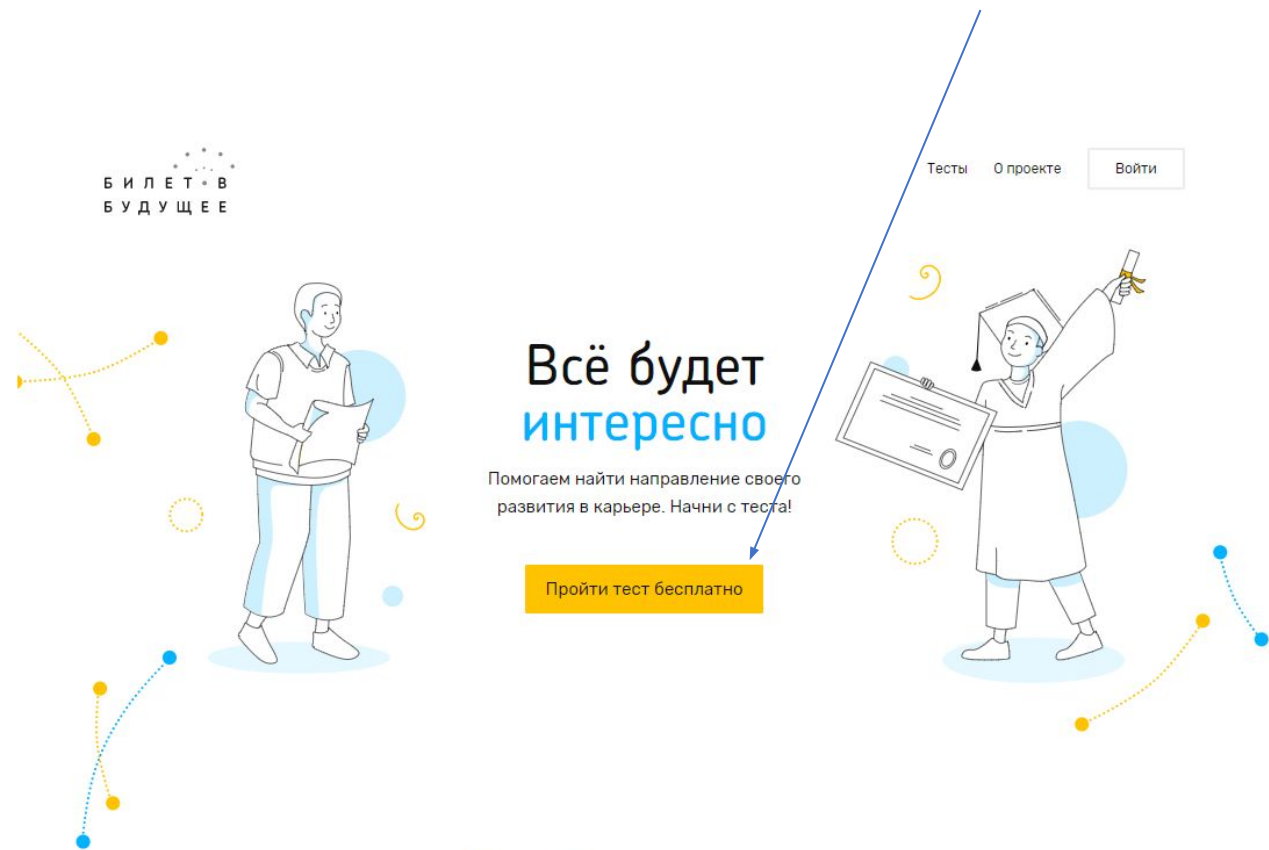 БИЛЕТ В
БУДУЩЕЕ
Тесты О проекте Войти
Всё будет
интересно
Помогаем найти направление своего
развития в карьере. Начни с теста!
Пройти тест бесплатно